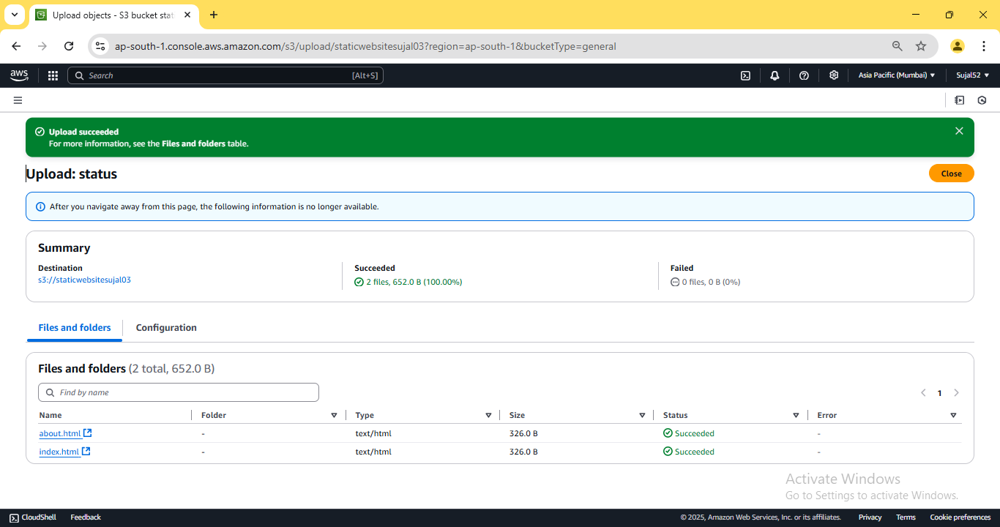 Upload objects - S3 bucket stat
ap-south-1.console.aws.amazon.com/s3/upload/staticwebsitesujal03?region=ap-south-1&bucketType=general
aws
Search
[Alt+S]
Asia Pacific (Mumbai)
Sujal52
Upload succeeded
For more information, see the Files and folders table.
Upload: status
Close
After you navigate away from this page, the following information is no longer available.
Summary
Destination
s3://staticwebsitesujal03
Succeeded
2 files, 652.0 B (100.00%)
Failed
0 files, 0 B (0%)
Files and folders
Configuration
Files and folders (2 total, 652.0 B)
Find by name
1
Name Folder Type Size Status Error
about.html - text/html 326.0 B Succeeded -
index.html - text/html 326.0 B Succeeded -
Activate Windows
Go to Settings to activate Windows.
CloudShell Feedback © 2025, Amazon Web Services, Inc. or its affiliates. Privacy Terms Cookie preferences